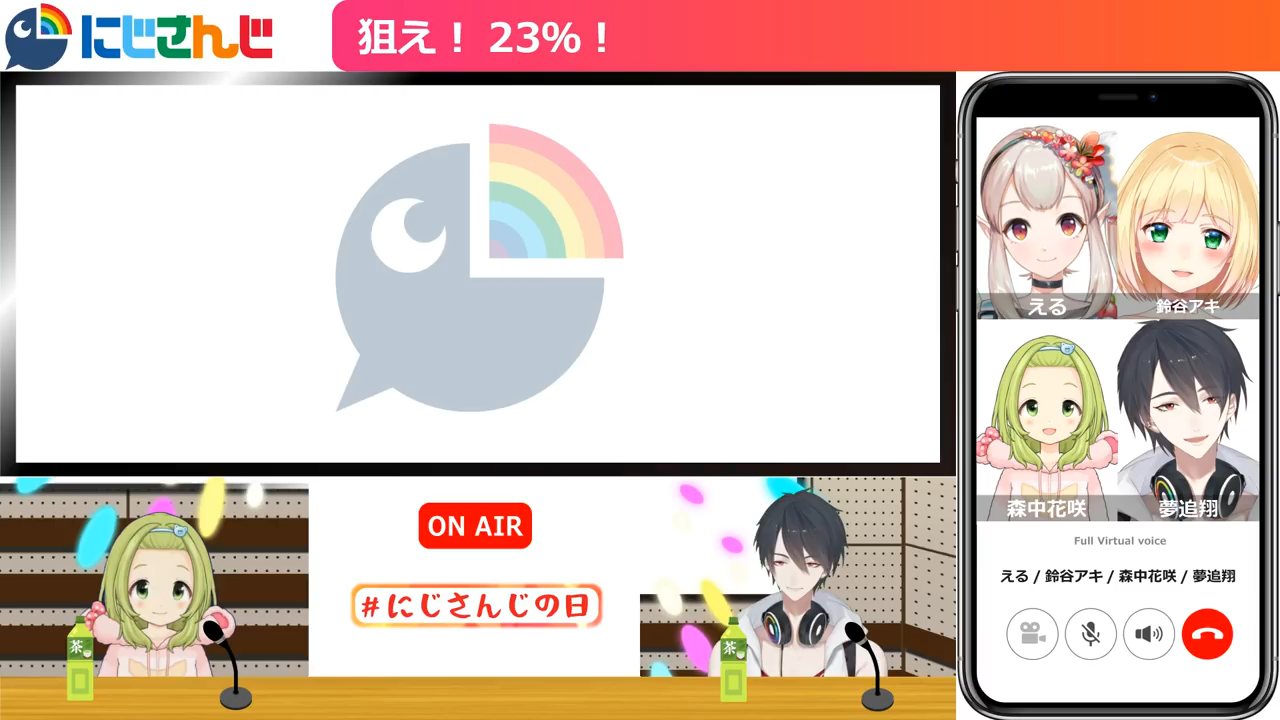 にじさんじ
狙え！ 23%！
える
鈴谷アキ
森中花咲
夢追翔
Full Virtual voice
える / 鈴谷アキ / 森中花咲 / 夢追翔
ON AIR
#にじさんじの日
茶
茶